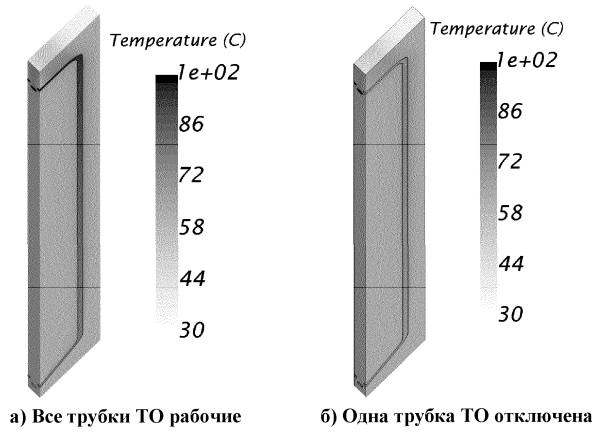 Temperature (C)
1e+02
86
72
58
44
30
а) Все трубки ТО рабочие
Temperature (C)
1e+02
86
72
58
44
30
б) Одна трубка ТО отключена